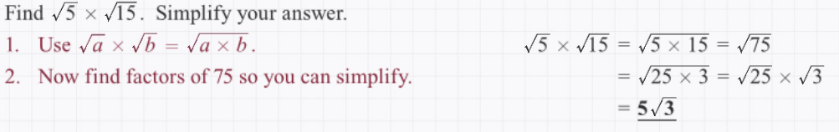 Find √5 × √15. Simplify your answer.
1. Use √a × √b = √a × b.
2. Now find factors of 75 so you can simplify.
√5 × √15 = √5 × 15 = √75
= √25 × 3 = √25 × √3
= 5√3